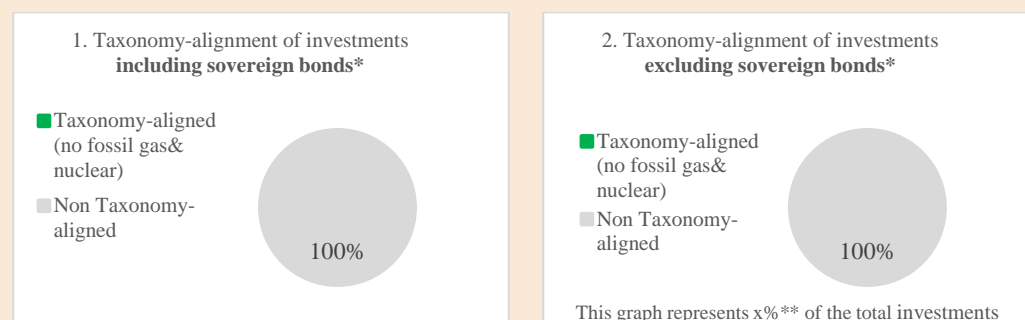 1. Taxonomy-alignment of investments
including sovereign bonds*
Taxonomy-aligned
(no fossil gas&
nuclear)
Non Taxonomy-
aligned
100%
2. Taxonomy-alignment of investments
excluding sovereign bonds*
Taxonomy-aligned
(no fossil gas&
nuclear)
Non Taxonomy-
aligned
100%
This graph represents x%** of the total investments